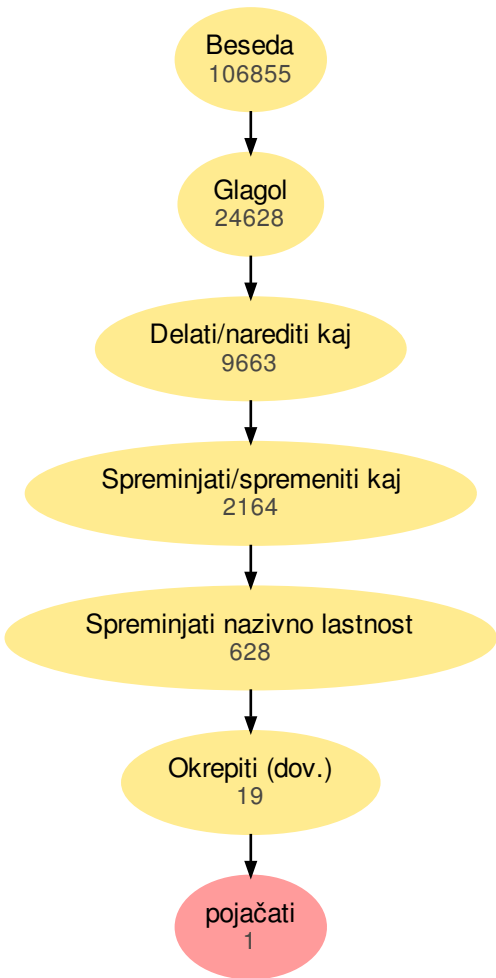 Beseda
106855
Glagol
24628
Delati/narediti kaj
9663
Spreminjati/spremeniti kaj
2164
Spreminjati nazivno lastnost
628
Okrepiti (dov.)
19
pojačati
1